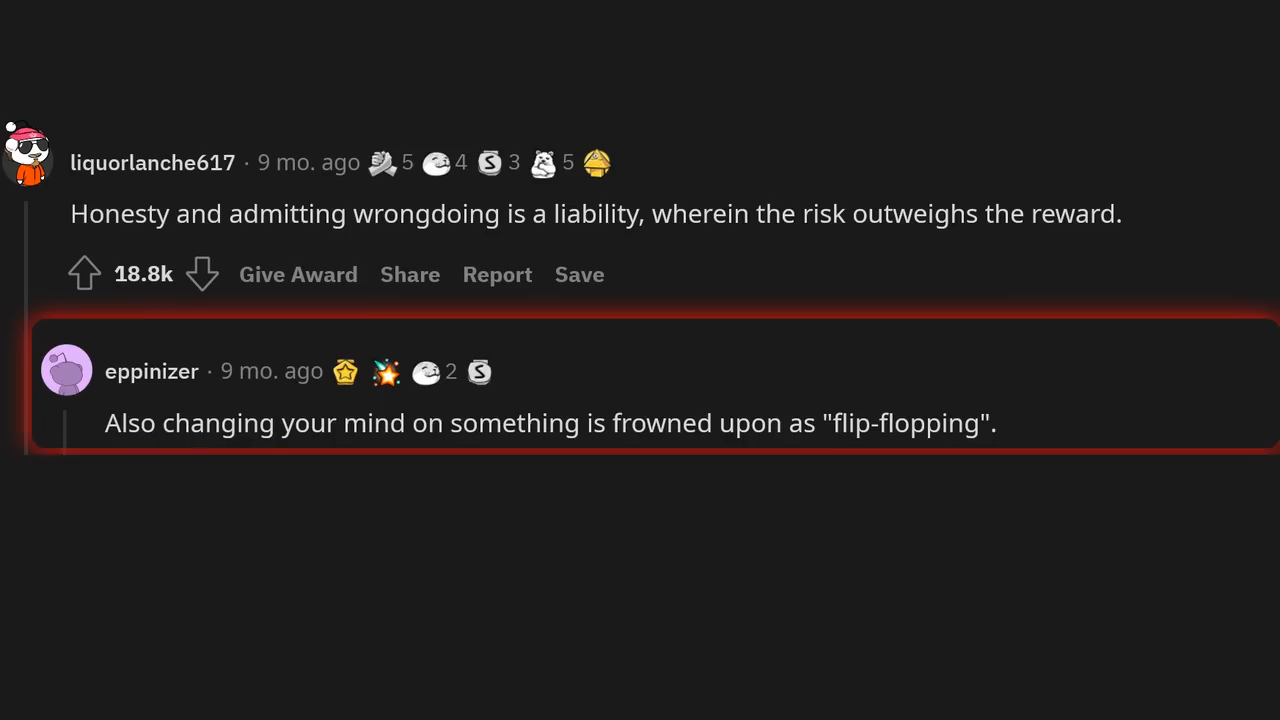 liquorlanche617 · 9 mo. ago 5 4 3 5
Honesty and admitting wrongdoing is a liability, wherein the risk outweighs the reward.
18.8k Give Award Share Report Save
eppinizer · 9 mo. ago 2
Also changing your mind on something is frowned upon as "flip-flopping".